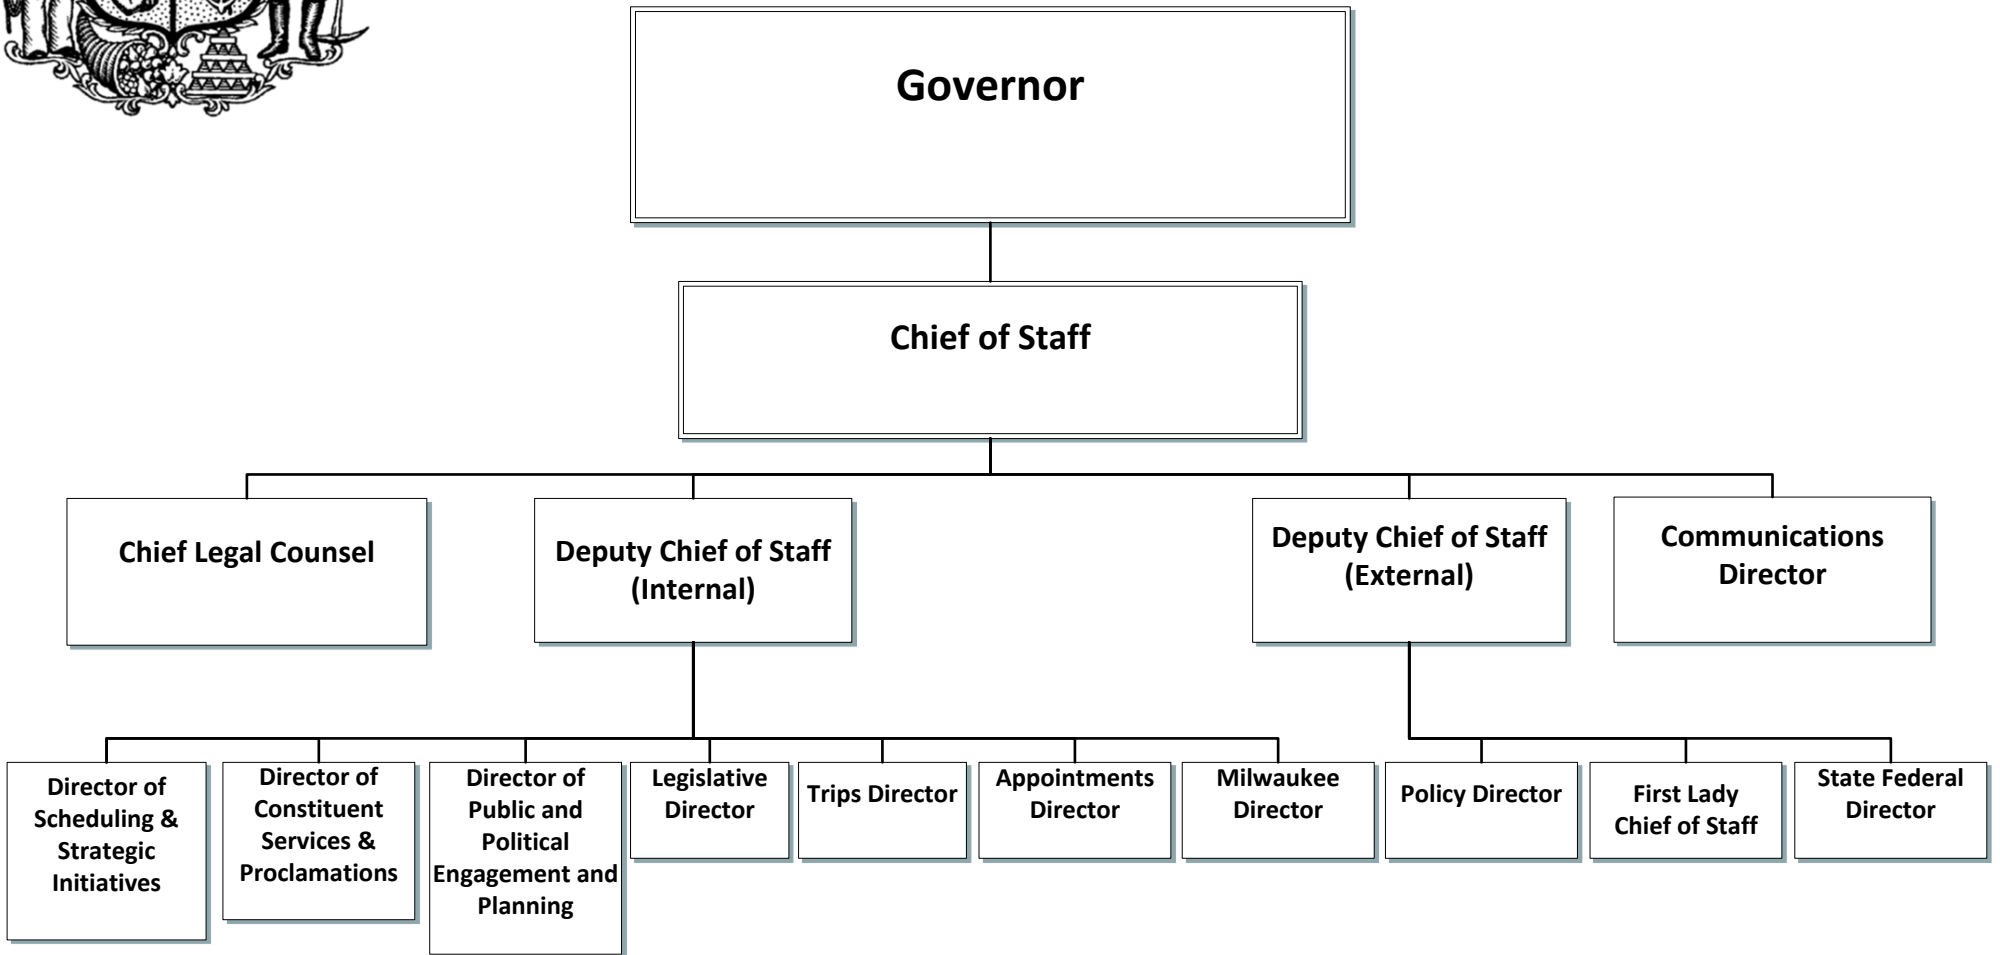 Governor
Chief of Staff
Chief Legal Counsel
Deputy Chief of Staff
(Internal)
Deputy Chief of Staff
(External)
Communications
Director
Director of
Scheduling &
Strategic
Initiatives
Director of
Constituent
Services &
Proclamations
Director of
Public and
Political
Engagement and
Planning
Legislative
Director
Trips Director
Appointments
Director
Milwaukee
Director
Policy Director
First Lady
Chief of Staff
State Federal
Director